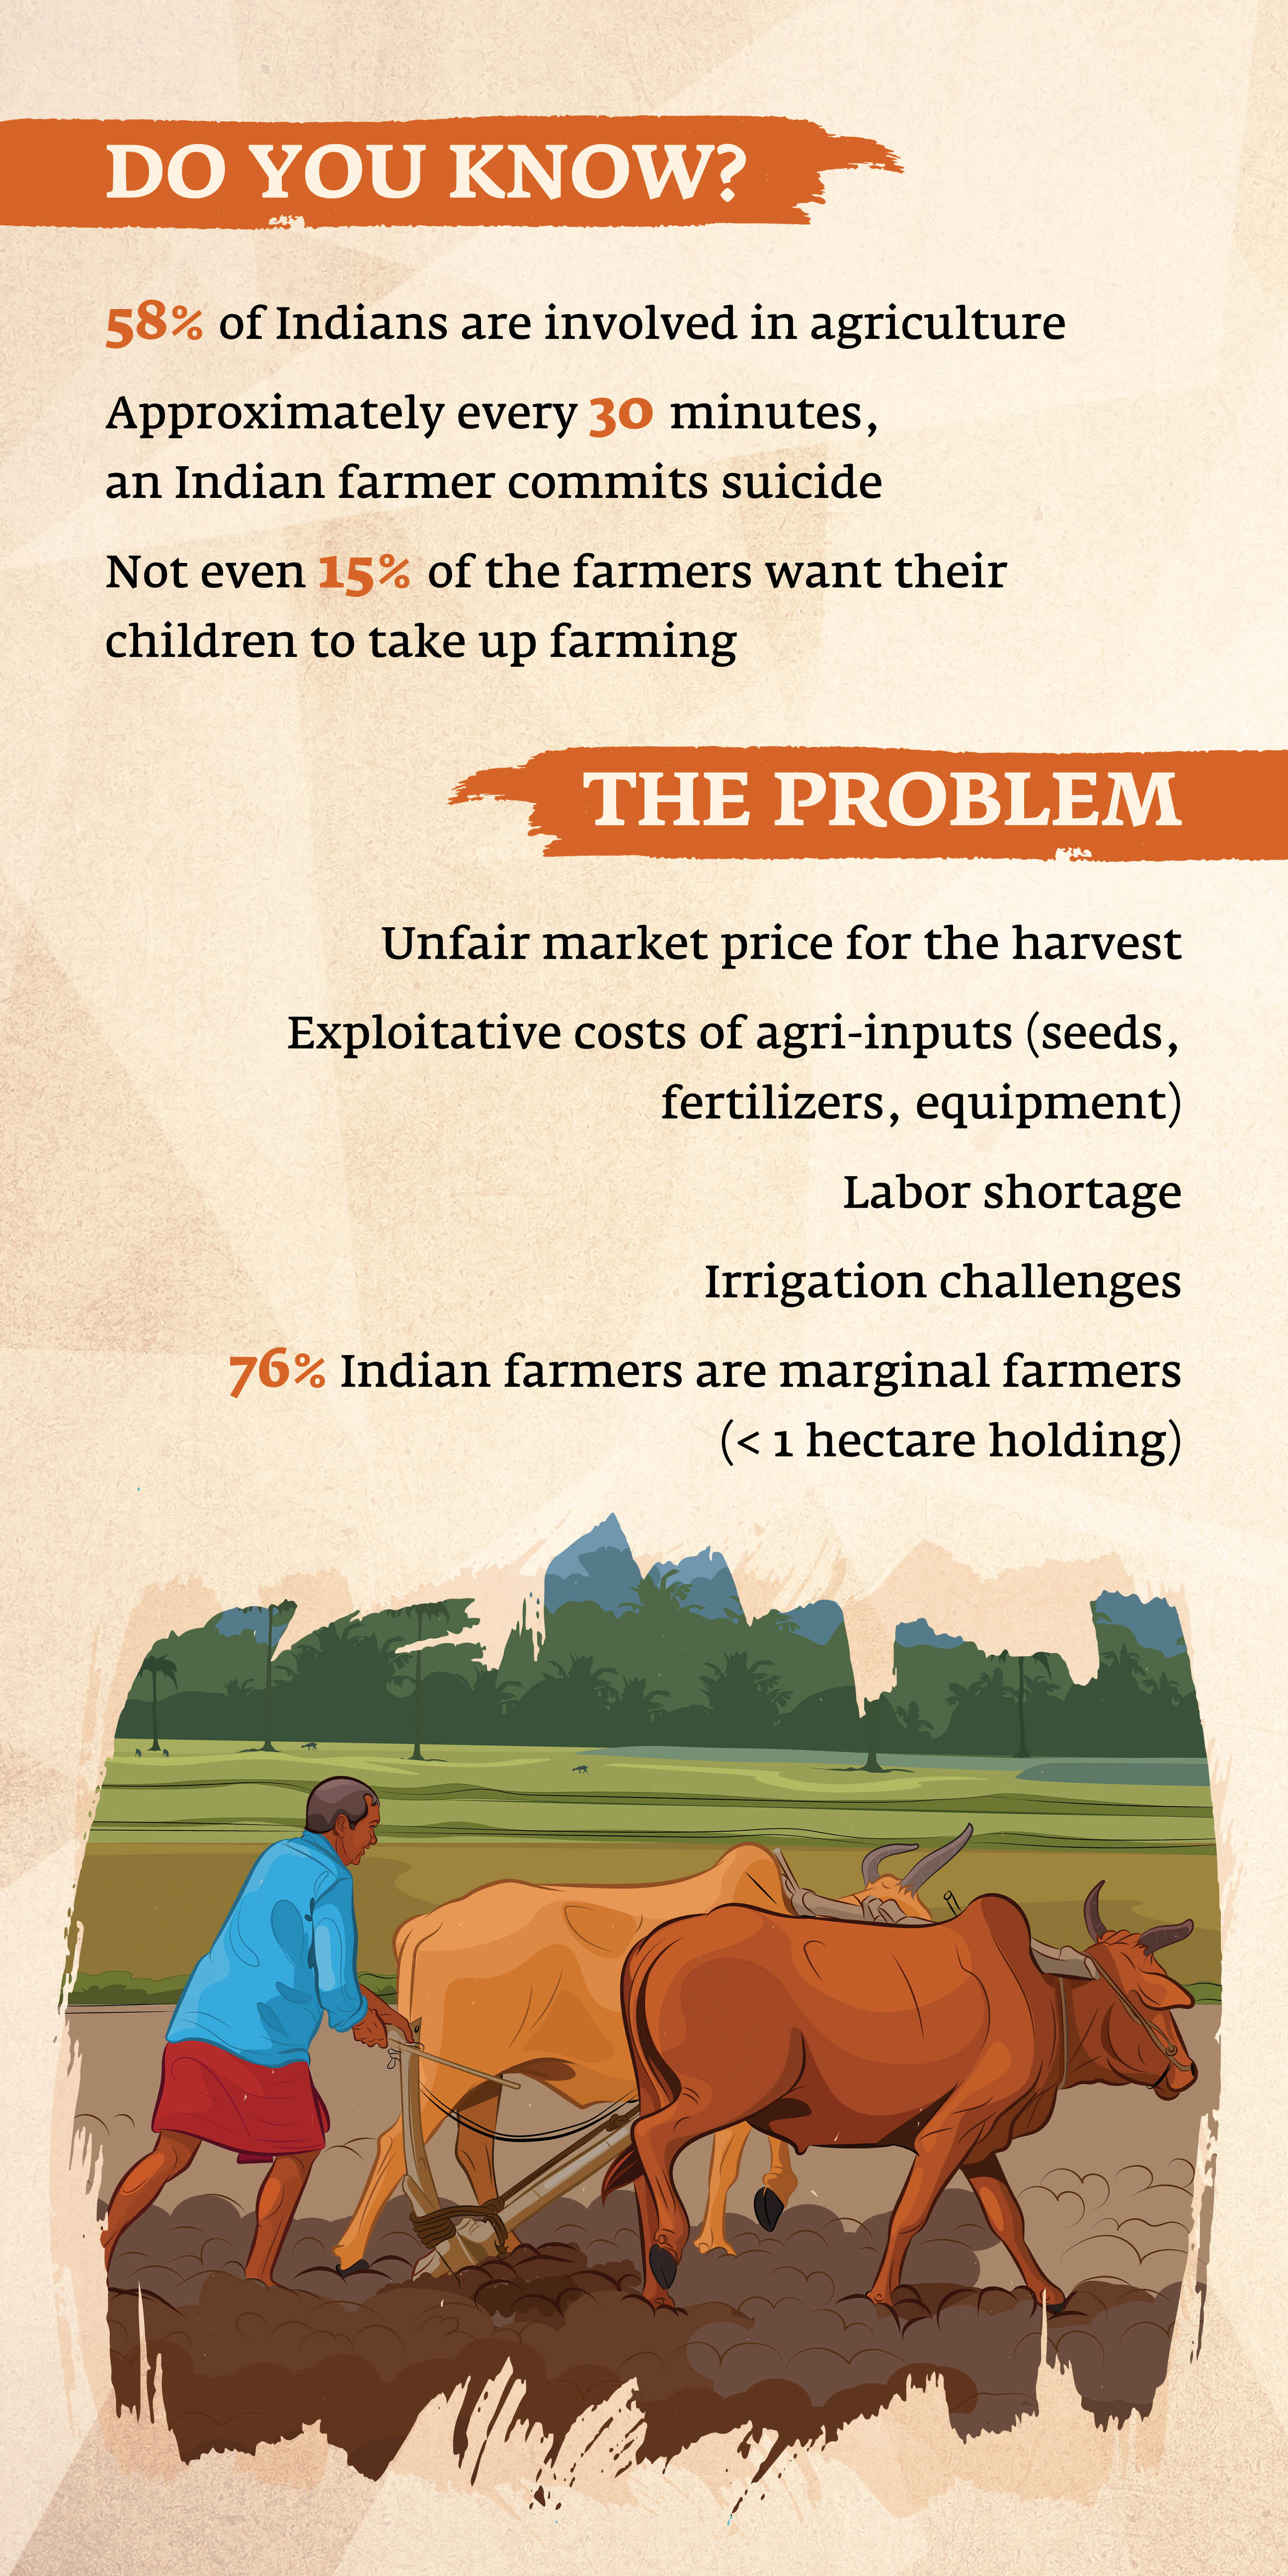 DO YOU KNOW?
58% of Indians are involved in agriculture
Approximately every 30 minutes,
an Indian farmer commits suicide
Not even 15% of the farmers want their
children to take up farming
THE PROBLEM
Unfair market price for the harvest
Exploitative costs of agri-inputs (seeds,
fertilizers, equipment)
Labor shortage
Irrigation challenges
76% Indian farmers are marginal farmers
(< 1 hectare holding)